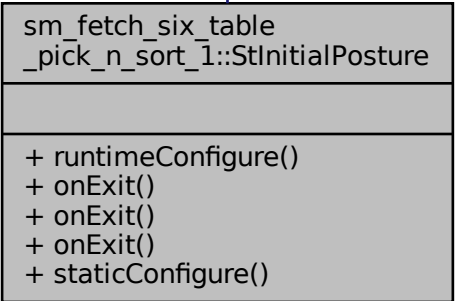 sm_fetch_six_table
_pick_n_sort_1::StInitialPosture
+ runtimeConfigure()
+ onExit()
+ onExit()
+ onExit()
+ staticConfigure()